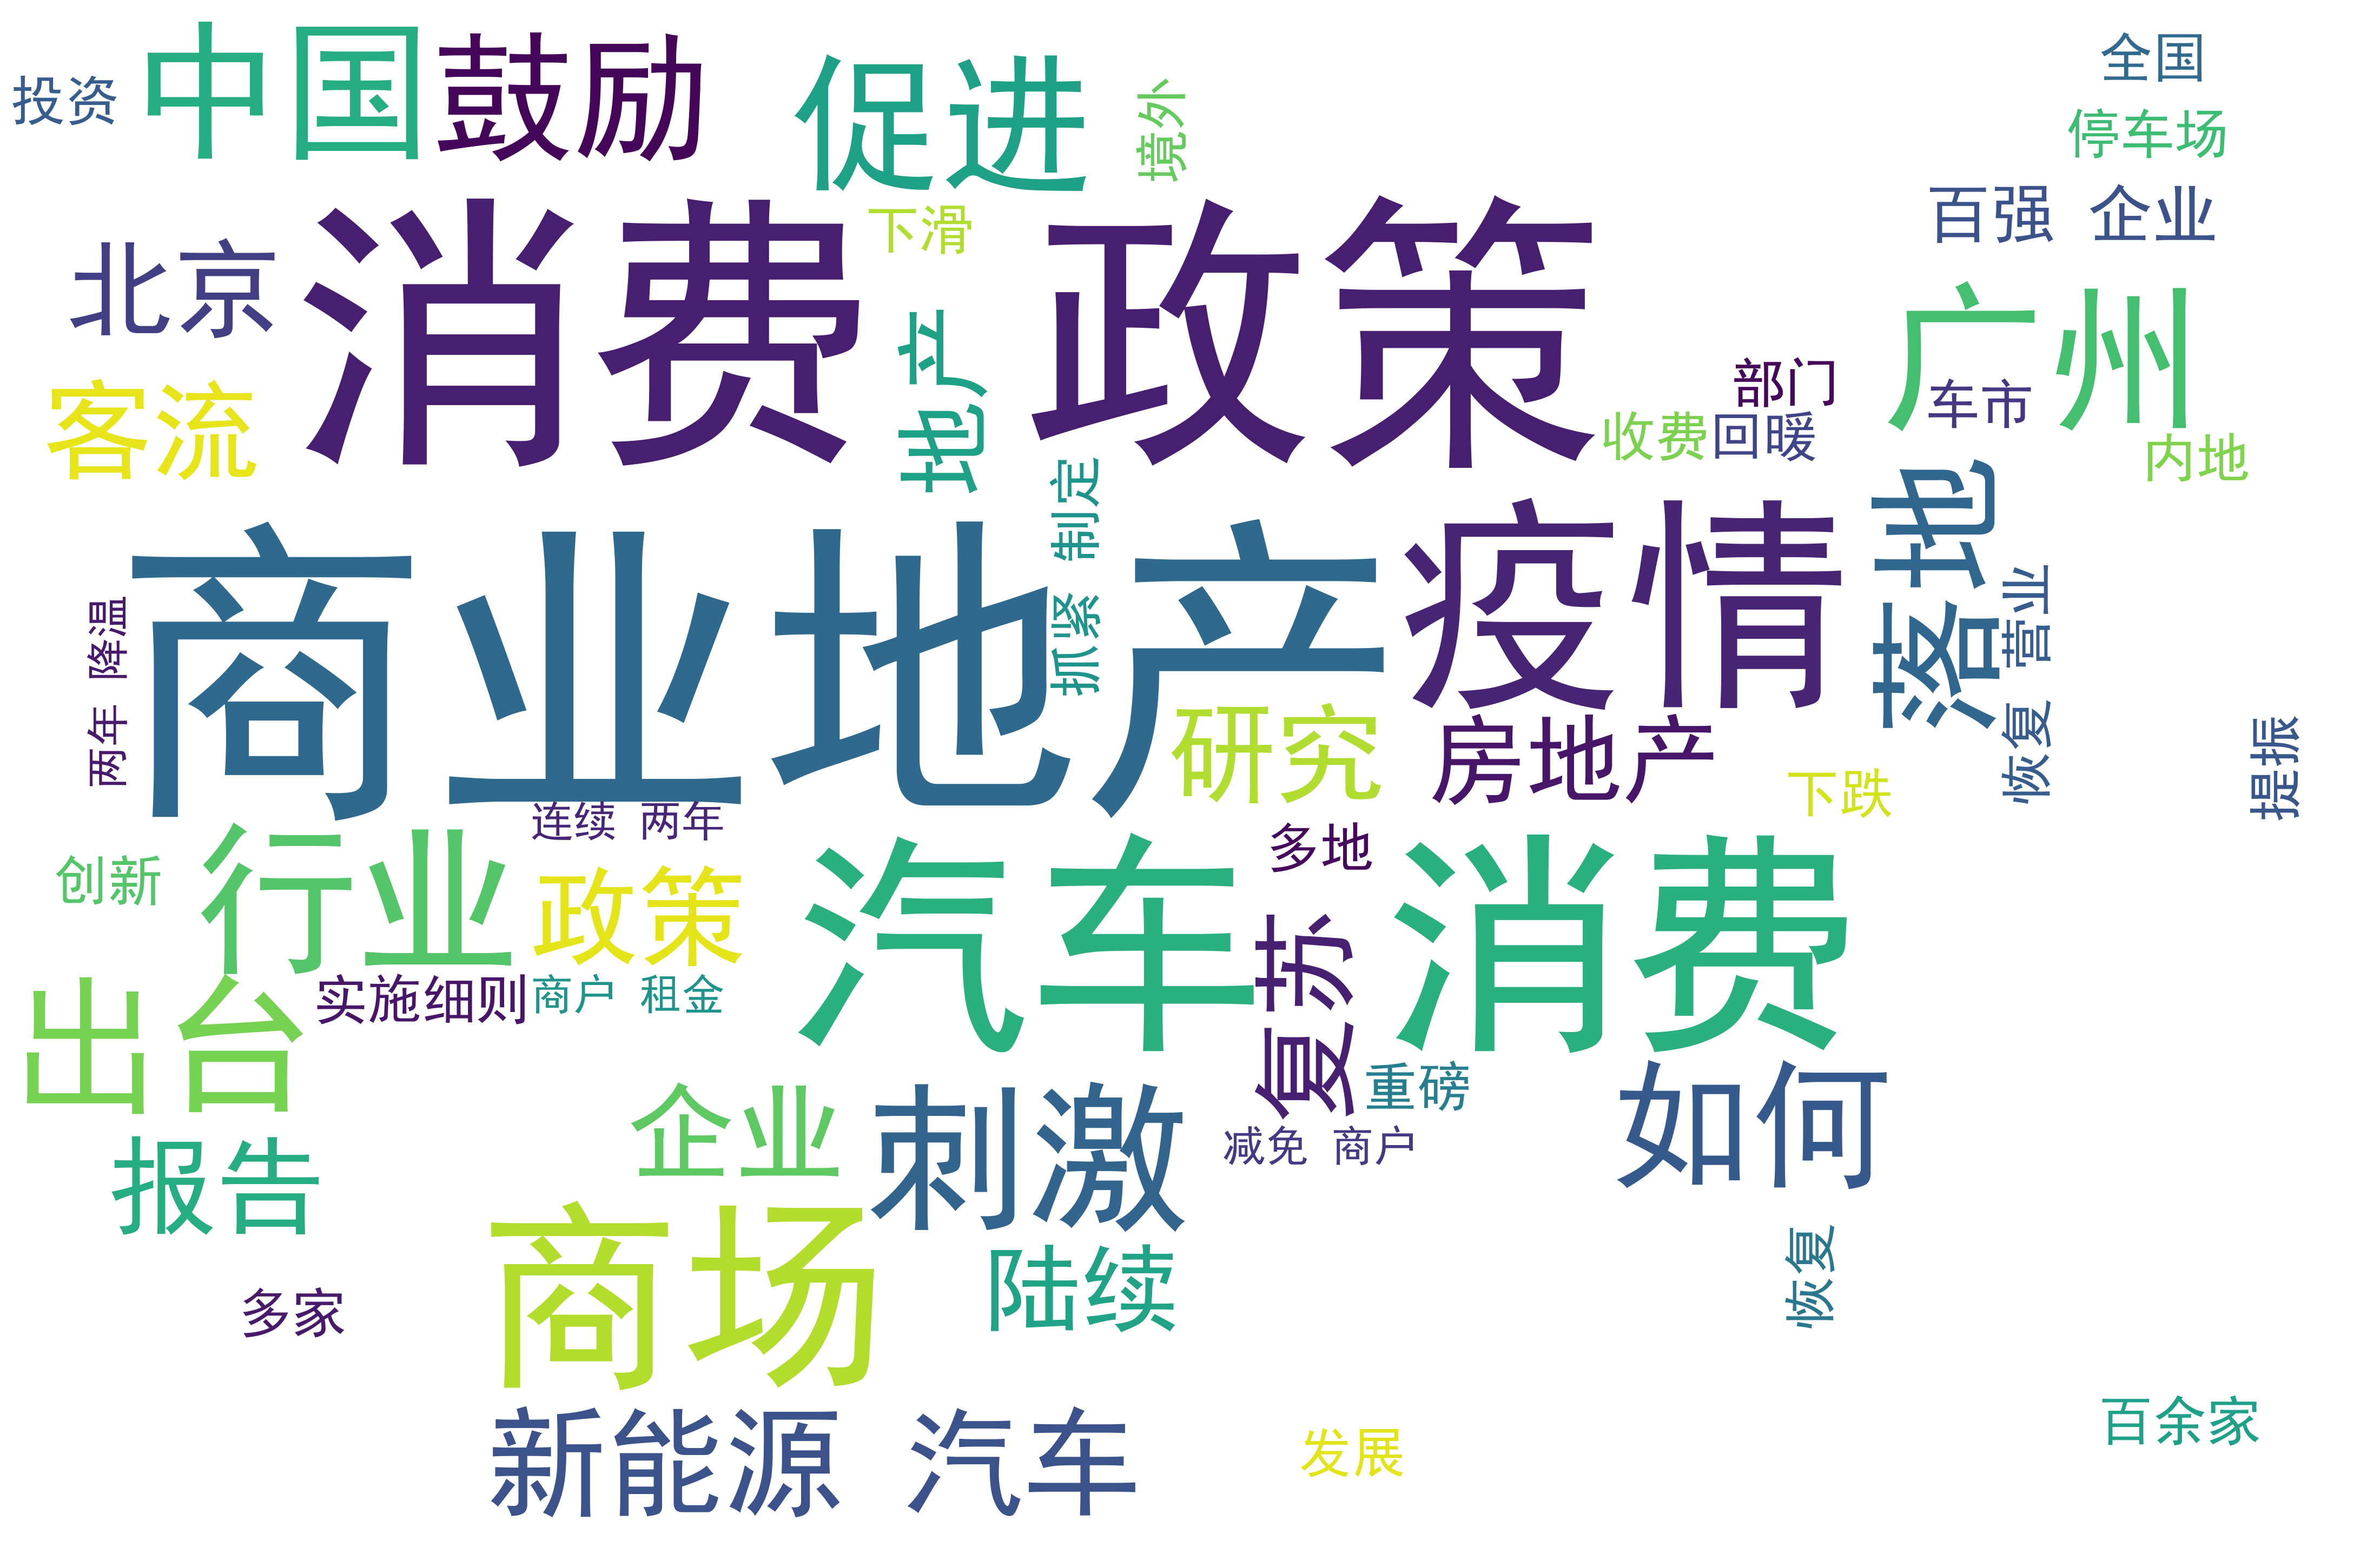 投资
中国
鼓励
促进
境外
全国
停车场
百强 企业
下滑
北京
消费 政策
地产
广州
部门
车市
客流
收费
回暖
内地
制定
抓紧
商业地产
疫情
落地
恢复 营业
两年 降温
研究
房地产
下跌
提振
连续 两年
多地
创新
行业
政策
汽车 消费
复苏
出台
实施细则
商户 租金
重磅
如何
企业
刺激
减免 商户
报告
商场
陆续
恢复
多家
新能源 汽车
发展
百余家